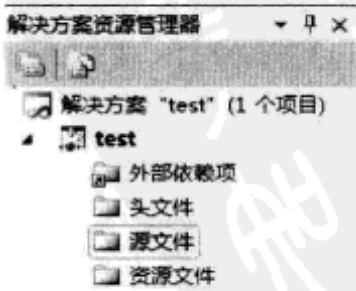 解决方案资源管理器
解决方案 "test" (1 个项目)
test
外部依赖项
头文件
源文件
资源文件